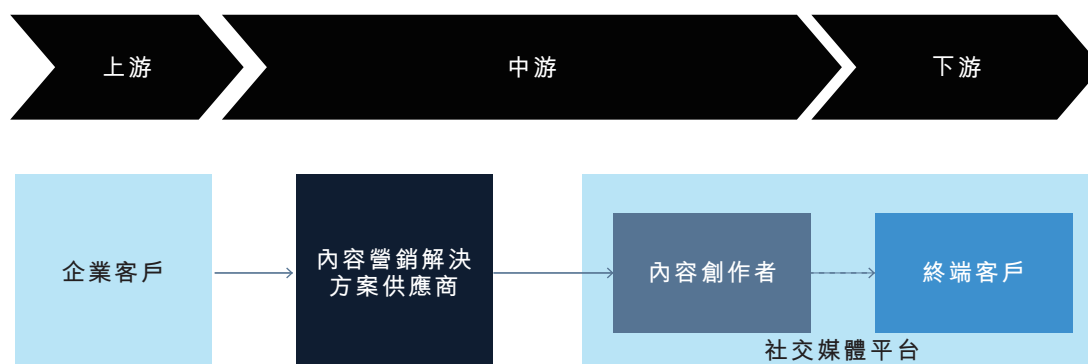 上游
中游
下游
企業客戶
內容營銷解決
方案供應商
內容創作者
終端客戶
社交媒體平台